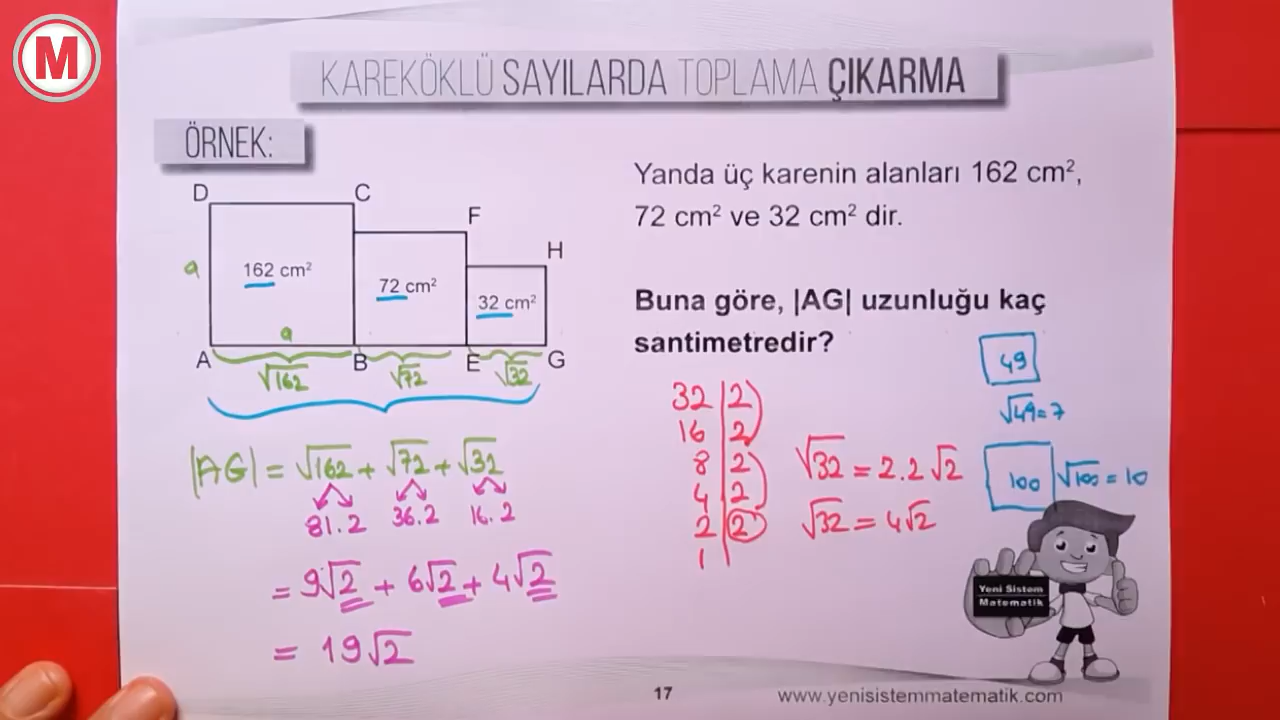 M
KAREKÖKLÜ SAYILARDA TOPLAMA ÇIKARMA
ÖRNEK:
D C
F
H
a
162 cm²
72 cm²
32 cm²
a
A B E G
√162 √72 √32
Yanda üç karenin alanları 162 cm²,
72 cm² ve 32 cm² dir.
Buna göre, |AG| uzunluğu kaç
santimetredir?
|AG| = √162 + √72 + √32
81.2 36.2 16.2
= 9√2 + 6√2 + 4√2
= 19√2
32 | 2
16 | 2
8 | 2
4 | 2
2 | 2
1
√32 = 2.2√2
√32 = 4√2
49
√49 = 7
100 √100 = 10
Yeni Sistem
Matematik
17
www.yenisistemmatematik.com